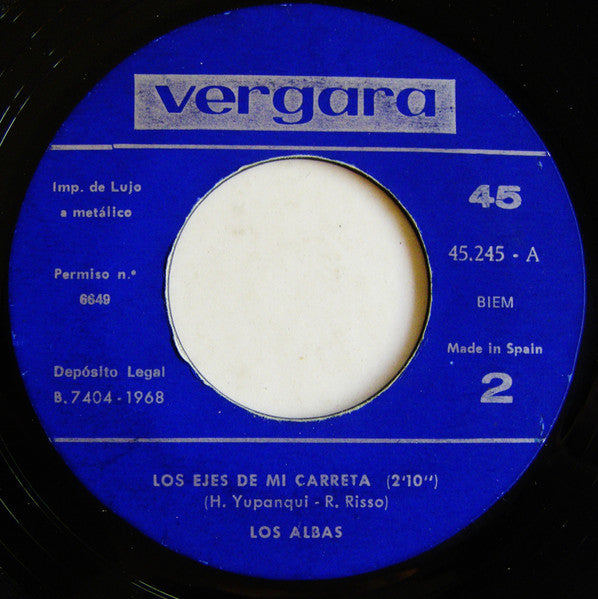 vergara
Imp. de Lujo
a metálico
Permiso n.º
6649
Depósito Legal
B.7404-1968
45
45.245 - A
BIEM
Made in Spain
2
LOS EJES DE MI CARRETA (2'10'')
(H. Yupanqui - R. Risso)
LOS ALBAS